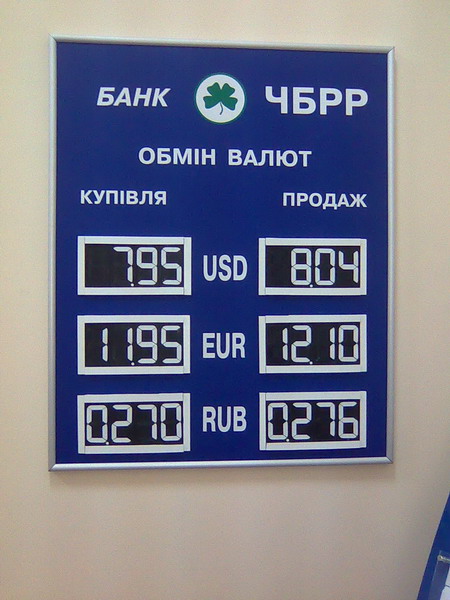 БАНК ЧБРР
ОБМІН ВАЛЮТ
КУПІВЛЯ ПРОДАЖ
7.95 USD 8.04
11.95 EUR 12.10
0.270 RUB 0.276